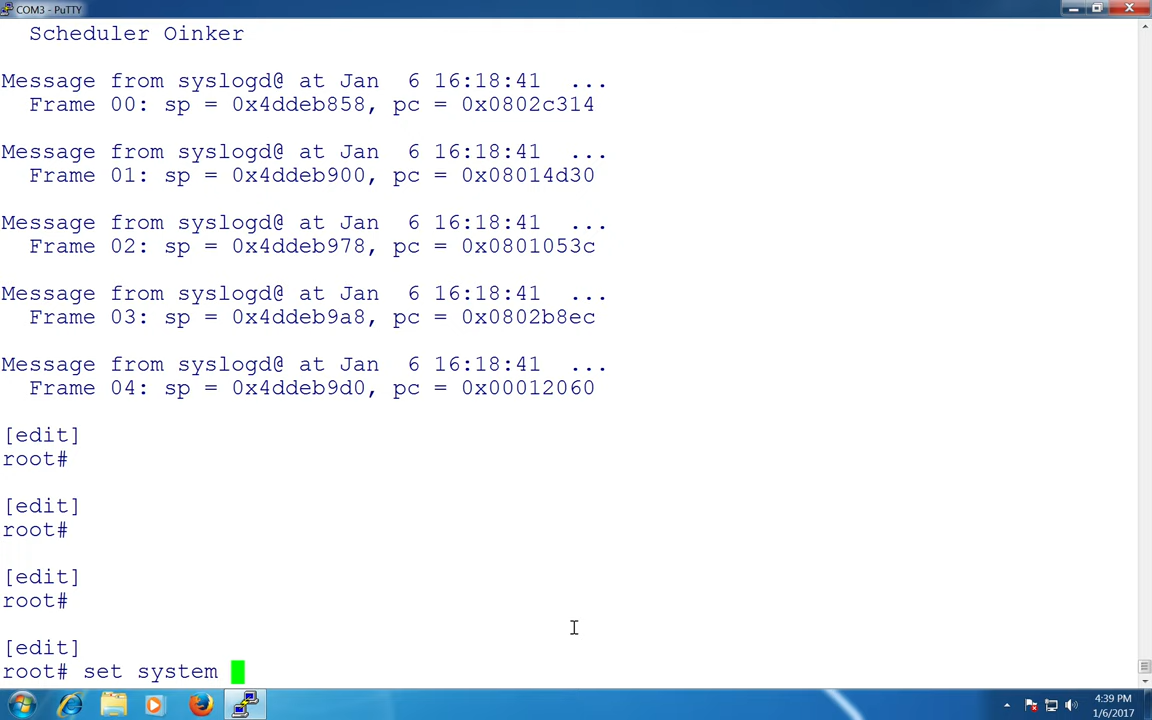 COM3 - PuTTY
  Scheduler Oinker

Message from syslogd@ at Jan  6 16:18:41  ...
  Frame 00: sp = 0x4ddeb858, pc = 0x0802c314

Message from syslogd@ at Jan  6 16:18:41  ...
  Frame 01: sp = 0x4ddeb900, pc = 0x08014d30

Message from syslogd@ at Jan  6 16:18:41  ...
  Frame 02: sp = 0x4ddeb978, pc = 0x0801053c

Message from syslogd@ at Jan  6 16:18:41  ...
  Frame 03: sp = 0x4ddeb9a8, pc = 0x0802b8ec

Message from syslogd@ at Jan  6 16:18:41  ...
  Frame 04: sp = 0x4ddeb9d0, pc = 0x00012060

[edit]
root#

[edit]
root#

[edit]
root#

[edit]
root# set system
4:39 PM
1/6/2017